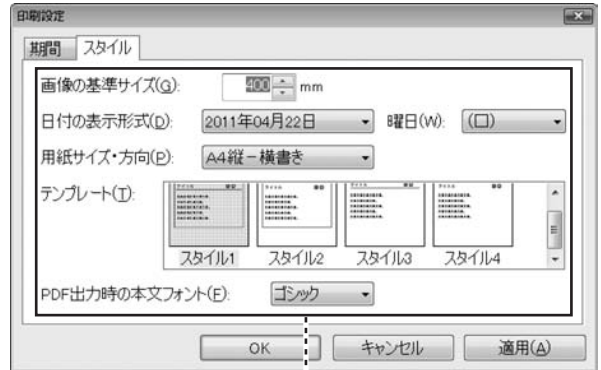 印刷設定
期間 スタイル
画像の基準サイズ(G): 400 mm
日付の表示形式(D): 2011年04月22日 曜日(W): (□)
用紙サイズ・方向(P): A4縦-横書き
テンプレート(T):
スタイル1 スタイル2 スタイル3 スタイル4
PDF出力時の本文フォント(F): ゴシック
OK キャンセル 適用(A)